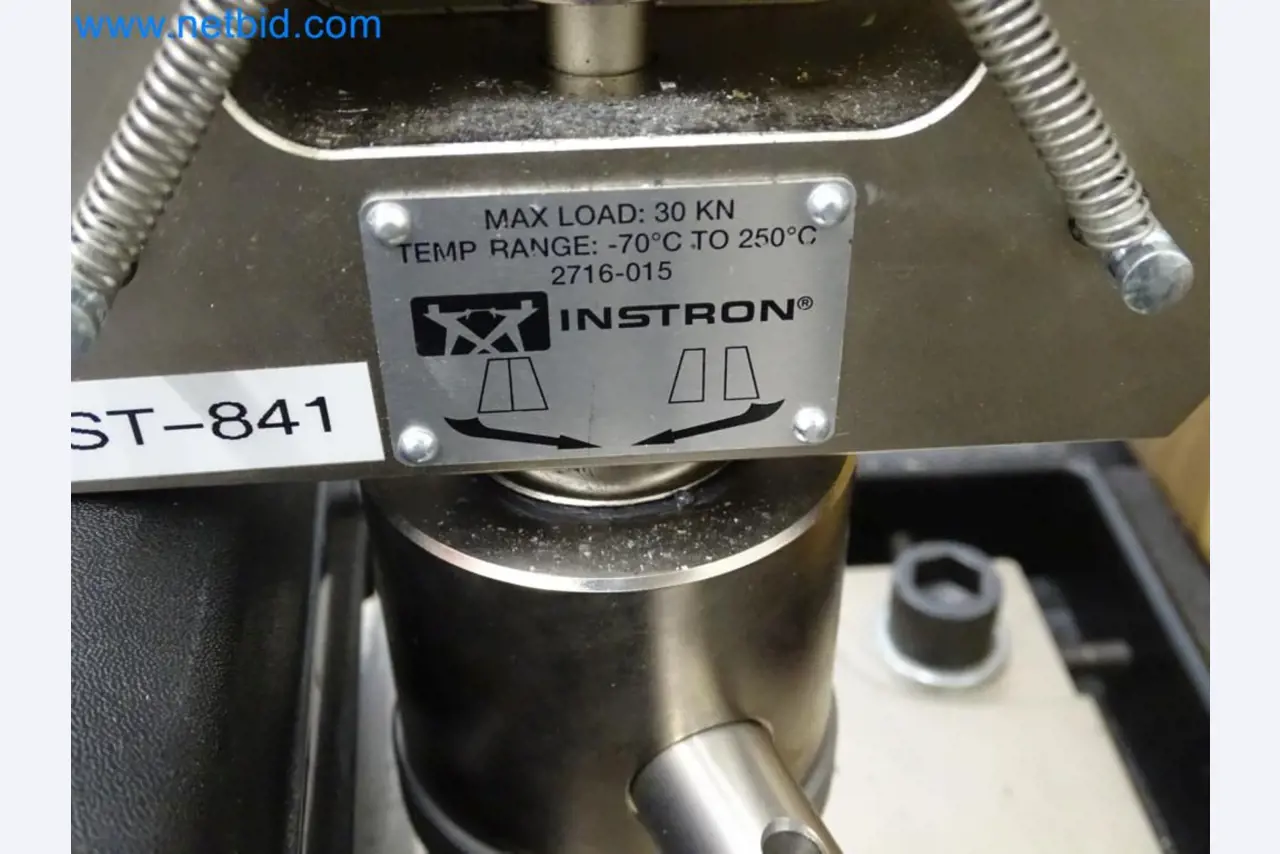 www.netbid.com
MAX LOAD: 30 KN
TEMP RANGE: -70°C TO 250°C
2716-015
INSTRON®
ST-841